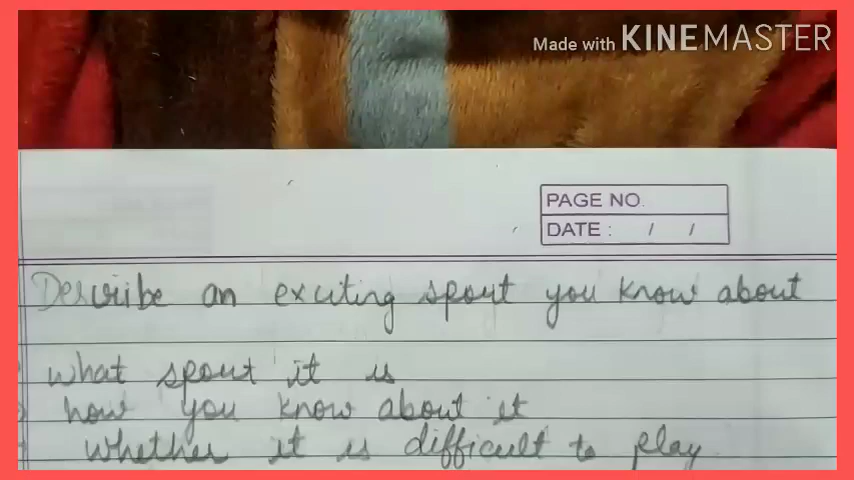 Made with KINEMASTER
PAGE NO.
DATE : / /
Describe an exciting sport you know about
what sport it is
how you know about it
whether it is difficult to play